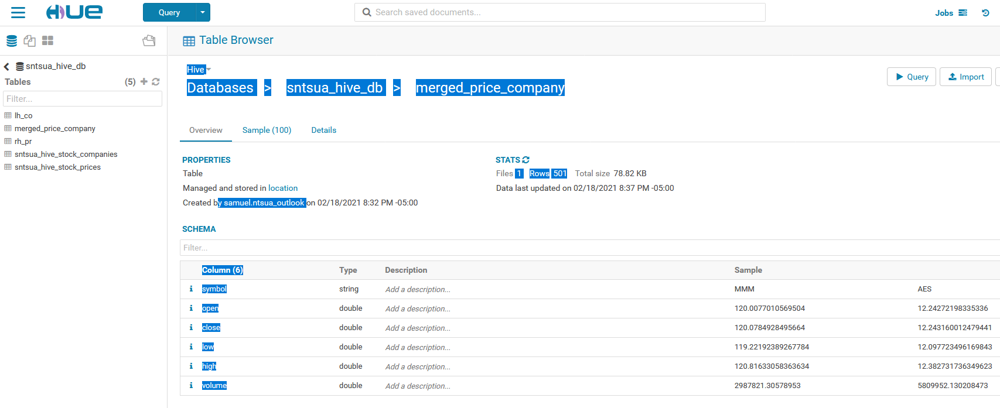 HUE
Query
Search saved documents...
Jobs
sntsua_hive_db
Tables (5)
Filter...
lh_co
merged_price_company
rh_pr
sntsua_hive_stock_companies
sntsua_hive_stock_prices
Table Browser
Hive
Databases > sntsua_hive_db > merged_price_company
Query Import
Overview Sample (100) Details
PROPERTIES
Table
Managed and stored in location
Created by samuel.ntsua_outlook on 02/18/2021 8:32 PM -05:00
STATS
Files 1 Rows 501 Total size 78.82 KB
Data last updated on 02/18/2021 8:37 PM -05:00
SCHEMA
Filter...
Column (6) Type Description Sample
symbol string Add a description... MMM AES
open double Add a description... 120.0077010569504 12.24272198335336
close double Add a description... 120.0784928495664 12.243160012479441
low double Add a description... 119.22192389267784 12.097723496169843
high double Add a description... 120.81633058363634 12.382731736349623
volume double Add a description... 2987821.30578953 5809952.130208473